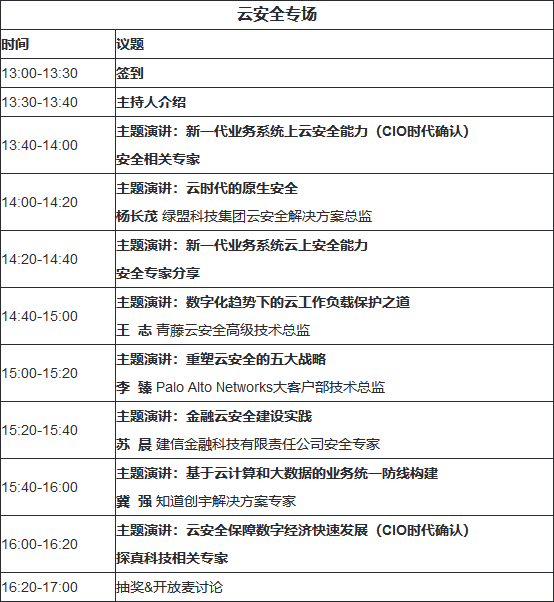 云安全专场
时间 议题
13:00-13:30 签到
13:30-13:40 主持人介绍
13:40-14:00 主题演讲：新一代业务系统上云安全能力（CIO时代确认）
安全相关专家
14:00-14:20 主题演讲：云时代的原生安全
杨长茂 绿盟科技集团云安全解决方案总监
14:20-14:40 主题演讲：新一代业务系统云上安全能力
安全专家分享
14:40-15:00 主题演讲：数字化趋势下的云工作负载保护之道
王 志 青藤云安全高级技术总监
15:00-15:20 主题演讲：重塑云安全的五大战略
李 臻 Palo Alto Networks大客户部技术总监
15:20-15:40 主题演讲：金融云安全建设实践
苏 晨 建信金融科技有限责任公司安全专家
15:40-16:00 主题演讲：基于云计算和大数据的业务统一防线构建
龚 强 知道创宇解决方案专家
16:00-16:20 主题演讲：云安全保障数字经济快速发展（CIO时代确认）
探真科技相关专家
16:20-17:00 抽奖&开放麦讨论